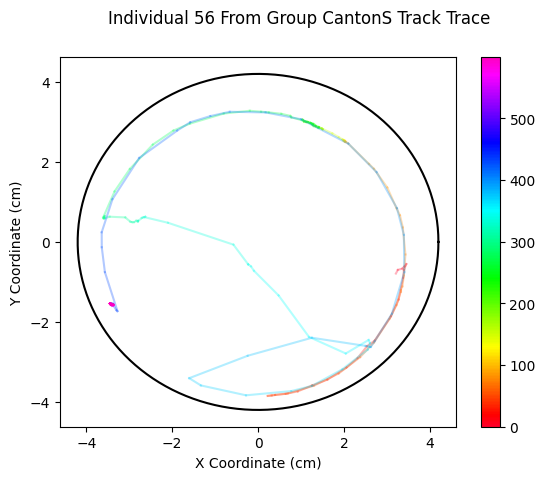 Individual 56 From Group CantonS Track Trace
4
2
0
−2
−4
Y Coordinate (cm)
−4 −2 0 2 4
X Coordinate (cm)
500
400
300
200
100
0